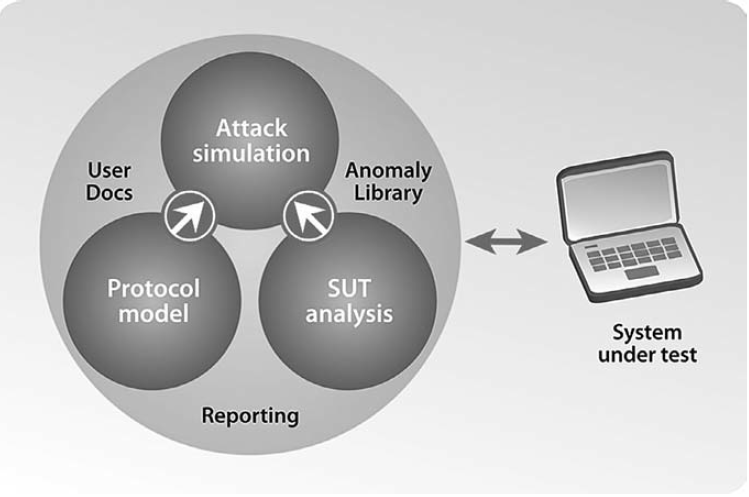 Attack
simulation
User
Docs
Anomaly
Library
Protocol
model
SUT
analysis
Reporting
System
under test